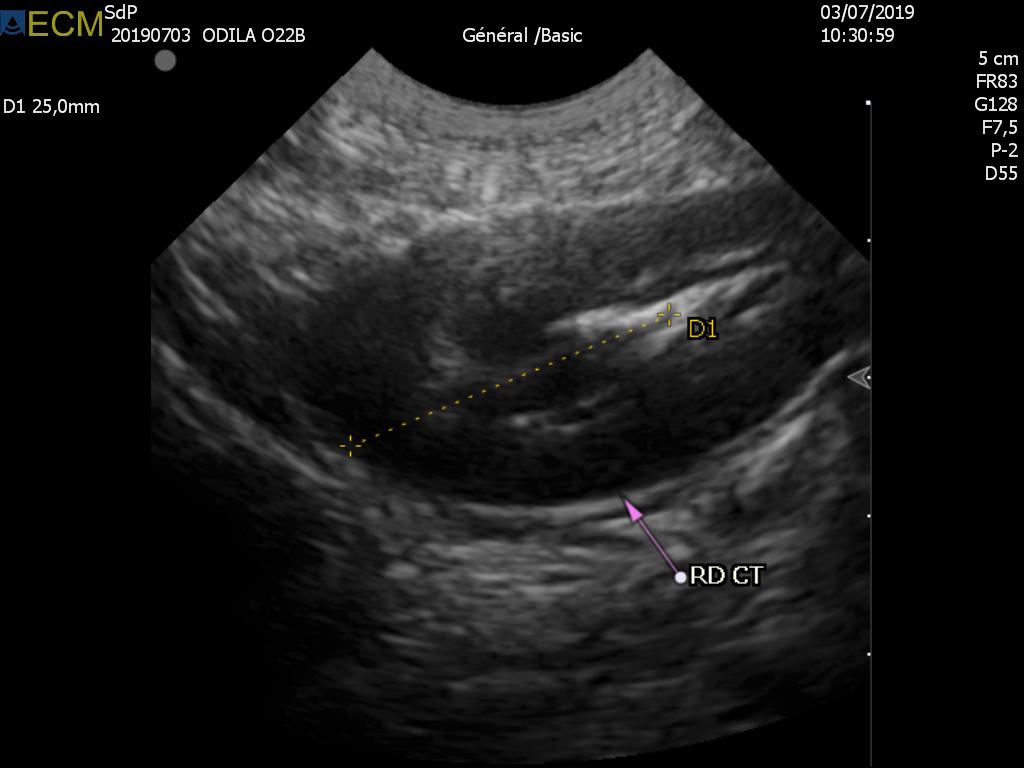 ECM SdP
20190703 ODILA O22B
Général /Basic
03/07/2019
10:30:59
5 cm
FR83
G128
F7,5
P-2
D55
D1 25,0mm
D1
RD CT